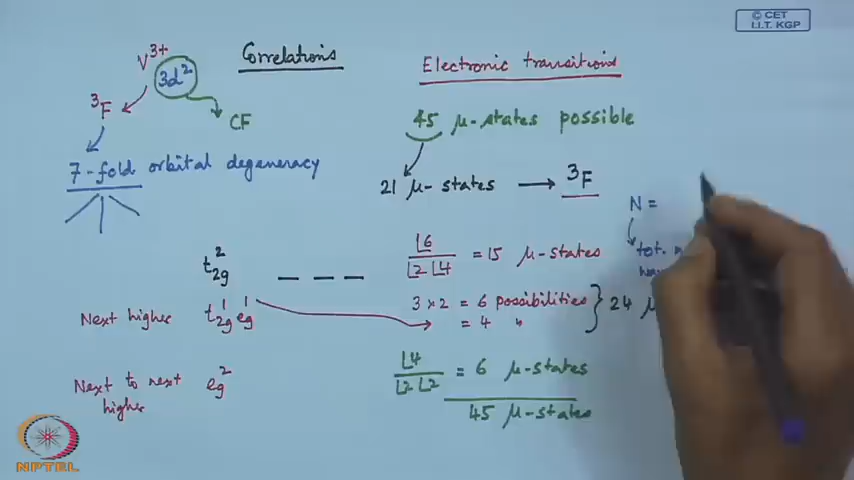 © CET
I.I.T. KGP
V3+
3d2
Correlations
3F
CF
7-fold orbital degeneracy
Electronic transitions
45 μ-states possible
21 μ-states → 3F
N =
tot.
t2g2
⌊6
⌊2 ⌊4
= 15 μ-states
Next higher t2g1 eg1
3 × 2 = 6 possibilities
= 4 "
} 24 μ
Next to next higher eg2
⌊4
⌊2 ⌊2
= 6 μ-states
45 μ-states
NPTEL